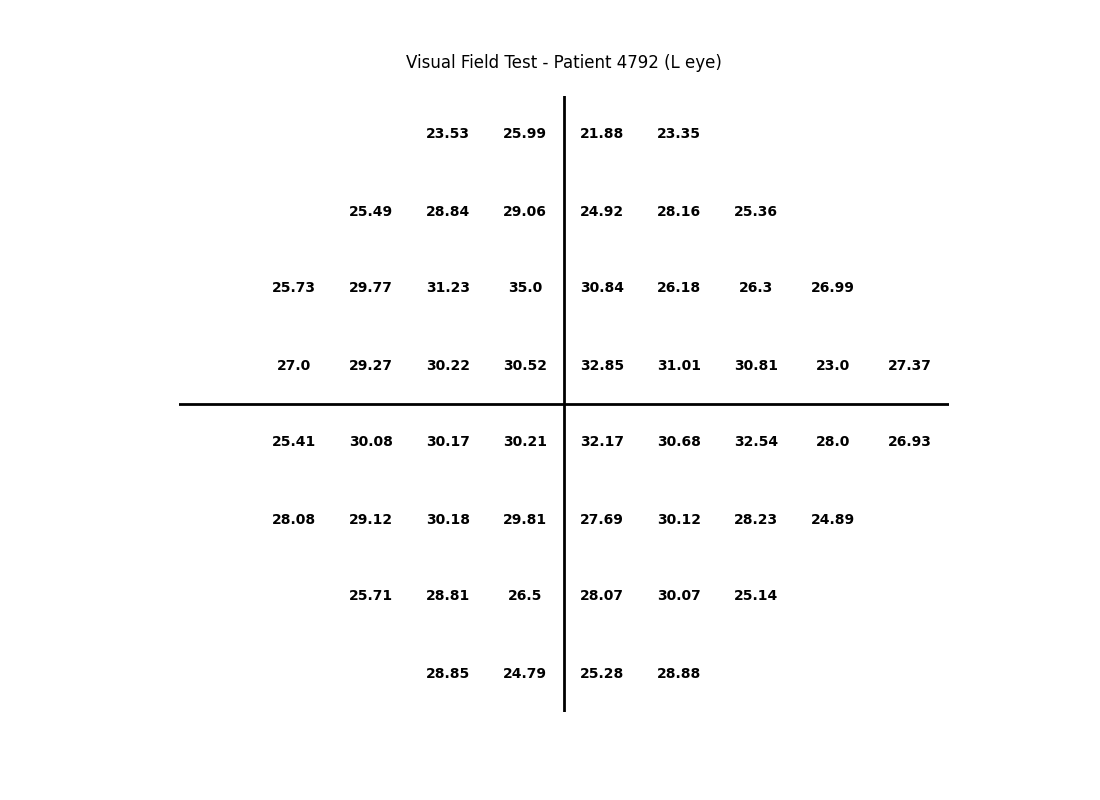 Visual Field Test - Patient 4792 (L eye)
23.53 25.99 21.88 23.35
25.49 28.84 29.06 24.92 28.16 25.36
25.73 29.77 31.23 35.0 30.84 26.18 26.3 26.99
27.0 29.27 30.22 30.52 32.85 31.01 30.81 23.0 27.37
25.41 30.08 30.17 30.21 32.17 30.68 32.54 28.0 26.93
28.08 29.12 30.18 29.81 27.69 30.12 28.23 24.89
25.71 28.81 26.5 28.07 30.07 25.14
28.85 24.79 25.28 28.88